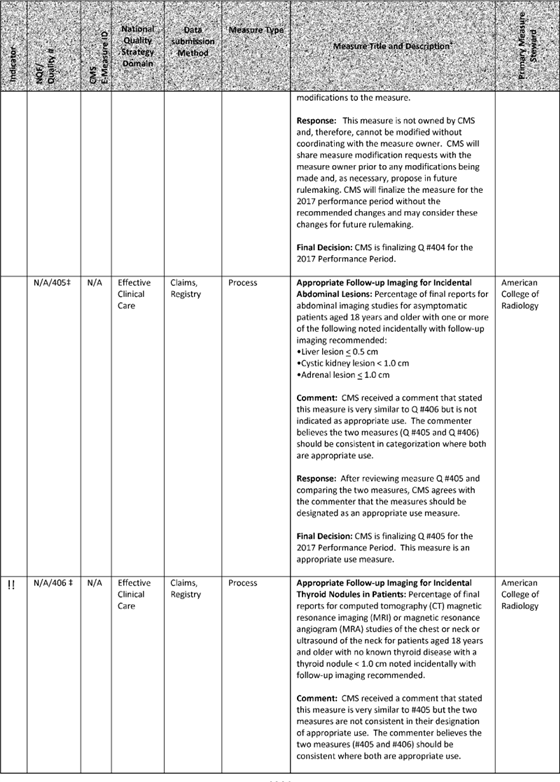 Indicator
NQF/
Quality #
CMS
E-Measure ID
National
Quality
Strategy
Domain
Data
submission
Method
Measure Type
Measure Title and Description¥
Primary Measure
Steward
modifications to the measure.
Response: This measure is not owned by CMS
and, therefore, cannot be modified without
coordinating with the measure owner. CMS will
share measure modification requests with the
measure owner prior to any modifications being
made and, as necessary, propose in future
rulemaking. CMS will finalize the measure for the
2017 performance period without the
recommended changes and may consider these
changes for future rulemaking.
Final Decision: CMS is finalizing Q #404 for the
2017 Performance Period.
N/A/405‡
N/A
Effective
Clinical
Care
Claims,
Registry
Process
Appropriate Follow-up Imaging for Incidental
Abdominal Lesions: Percentage of final reports for
abdominal imaging studies for asymptomatic
patients aged 18 years and older with one or more
of the following noted incidentally with follow-up
imaging recommended:
•Liver lesion ≤ 0.5 cm
•Cystic kidney lesion < 1.0 cm
•Adrenal lesion ≤ 1.0 cm
Comment: CMS received a comment that stated
this measure is very similar to Q #406 but is not
indicated as appropriate use. The commenter
believes the two measures (Q #405 and Q #406)
should be consistent in categorization where both
are appropriate use.
Response: After reviewing measure Q #405 and
comparing the two measures, CMS agrees with
the commenter that the measures should be
designated as an appropriate use measure.
Final Decision: CMS is finalizing Q #405 for the
2017 Performance Period. This measure is an
appropriate use measure.
American
College of
Radiology
!!
N/A/406 ‡
N/A
Effective
Clinical
Care
Claims,
Registry
Process
Appropriate Follow-up Imaging for Incidental
Thyroid Nodules in Patients: Percentage of final
reports for computed tomography (CT) magnetic
resonance imaging (MRI) or magnetic resonance
angiogram (MRA) studies of the chest or neck or
ultrasound of the neck for patients aged 18 years
and older with no known thyroid disease with a
thyroid nodule < 1.0 cm noted incidentally with
follow-up imaging recommended.
Comment: CMS received a comment that stated
this measure is very similar to #405 but the two
measures are not consistent in their designation
of appropriate use. The commenter believes the
two measures (#405 and #406) should be
consistent where both are appropriate use.
American
College of
Radiology